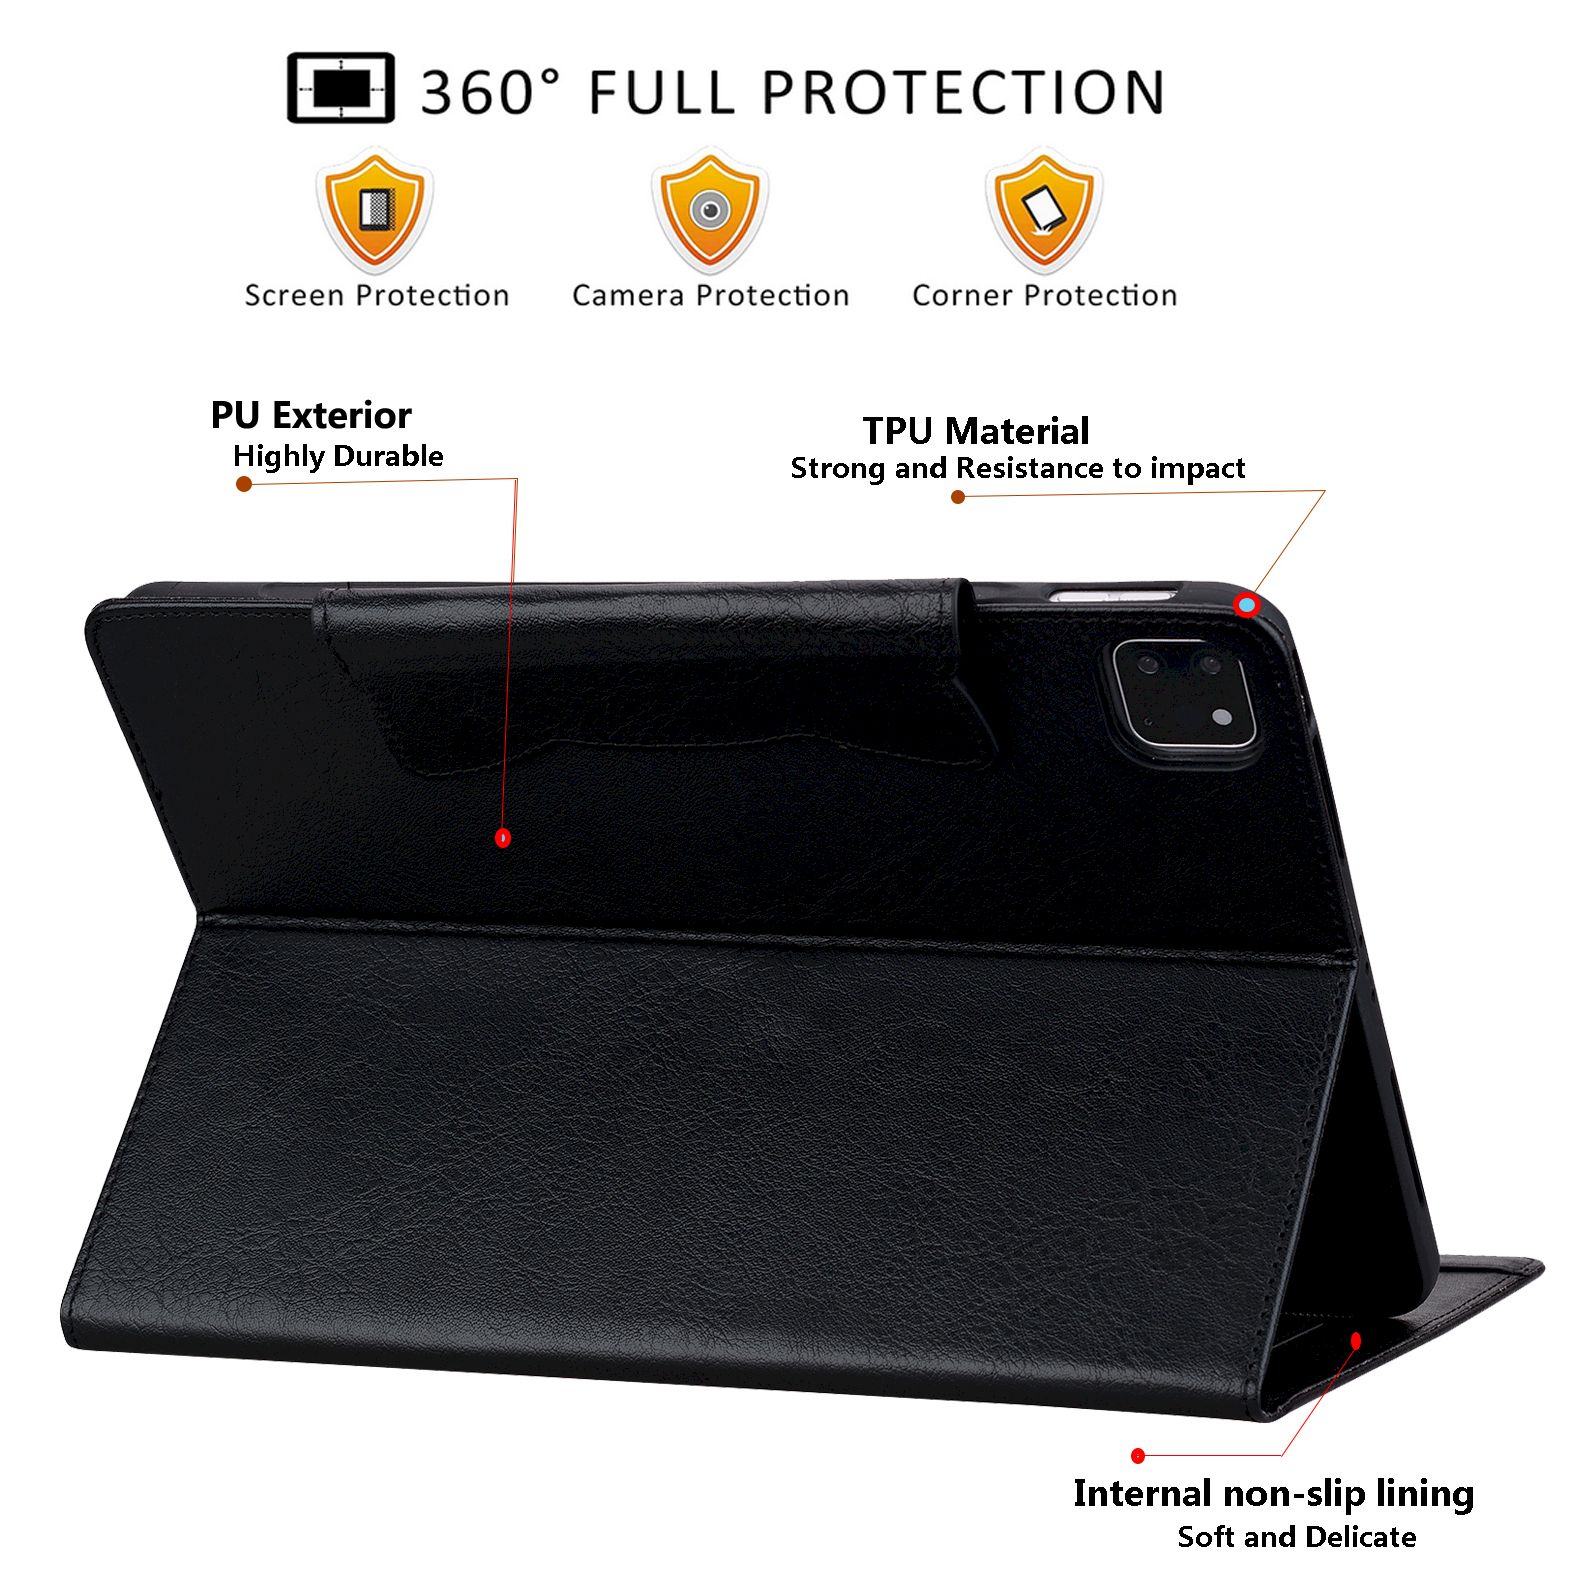 360° FULL PROTECTION
Screen Protection
Camera Protection
Corner Protection
PU Exterior
Highly Durable
TPU Material
Strong and Resistance to impact
Internal non-slip lining
Soft and Delicate